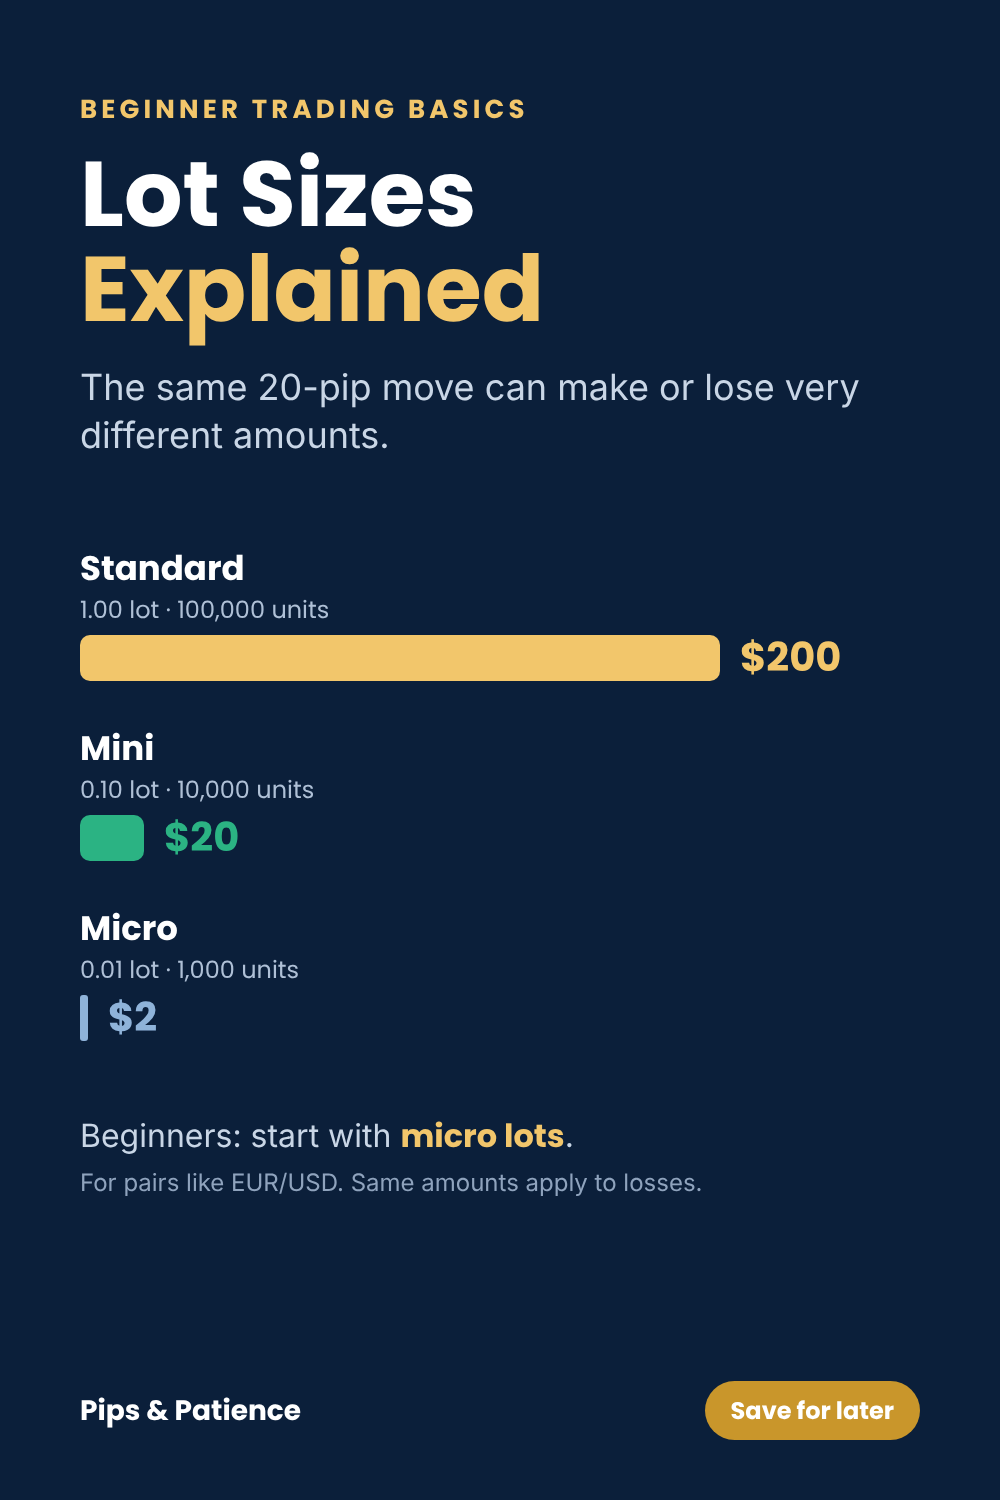 BEGINNER TRADING BASICS
Lot Sizes
Explained
The same 20-pip move can make or lose very
different amounts.
Standard
1.00 lot · 100,000 units
$200
Mini
0.10 lot · 10,000 units
$20
Micro
0.01 lot · 1,000 units
$2
Beginners: start with micro lots.
For pairs like EUR/USD. Same amounts apply to losses.
Pips & Patience
Save for later